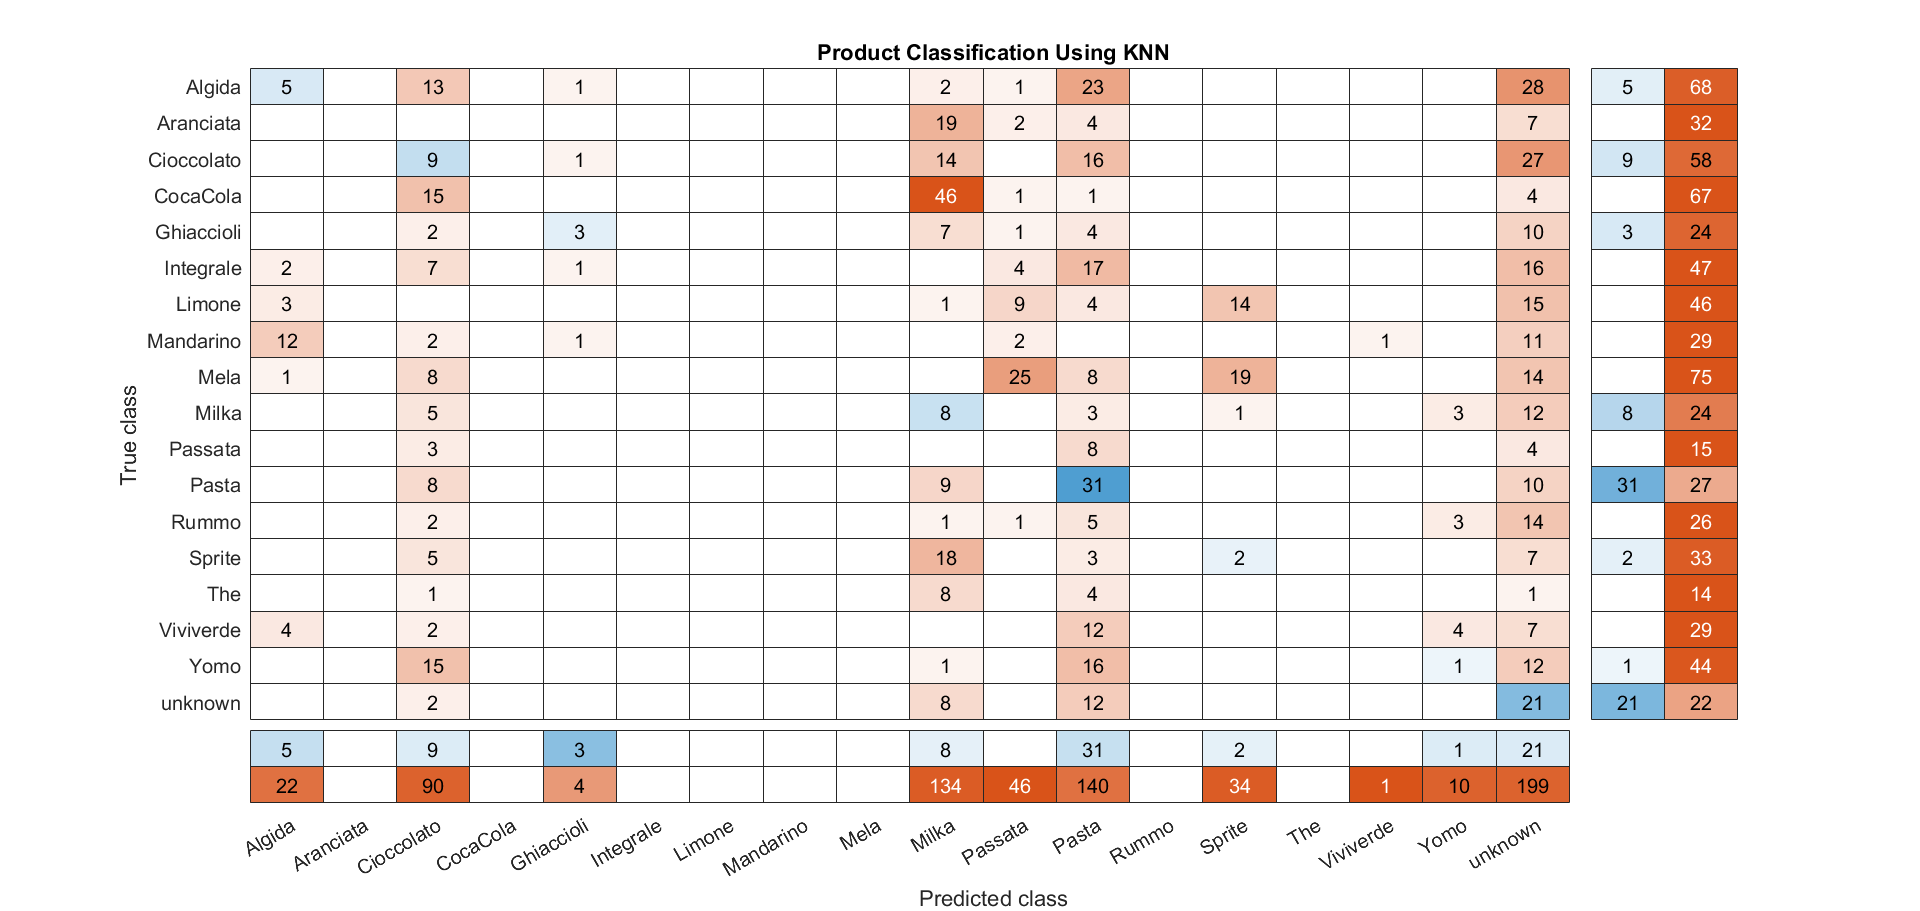 Product Classification Using KNN
Algida 5 13 1 2 1 23 28 5 68
Aranciata 19 2 4 7 32
Cioccolato 9 1 14 16 27 9 58
CocaCola 15 46 1 1 4 67
Ghiaccioli 2 3 7 1 4 10 3 24
Integrale 2 7 1 4 17 16 47
Limone 3 1 9 4 14 15 46
Mandarino 12 2 1 2 1 11 29
Mela 1 8 25 8 19 14 75
Milka 5 8 3 1 3 12 8 24
Passata 3 8 4 15
Pasta 8 9 31 10 31 27
Rummo 2 1 1 5 3 14 26
Sprite 5 18 3 2 7 2 33
The 1 8 4 1 14
Viviverde 4 2 12 4 7 29
Yomo 15 1 16 1 12 1 44
unknown 2 8 12 21 21 22
True class
5 9 3 8 31 2 1 21
22 90 4 134 46 140 34 1 10 199
Algida Aranciata Cioccolato CocaCola Ghiaccioli Integrale Limone Mandarino Mela Milka Passata Pasta Rummo Sprite The Viviverde Yomo unknown
Predicted class